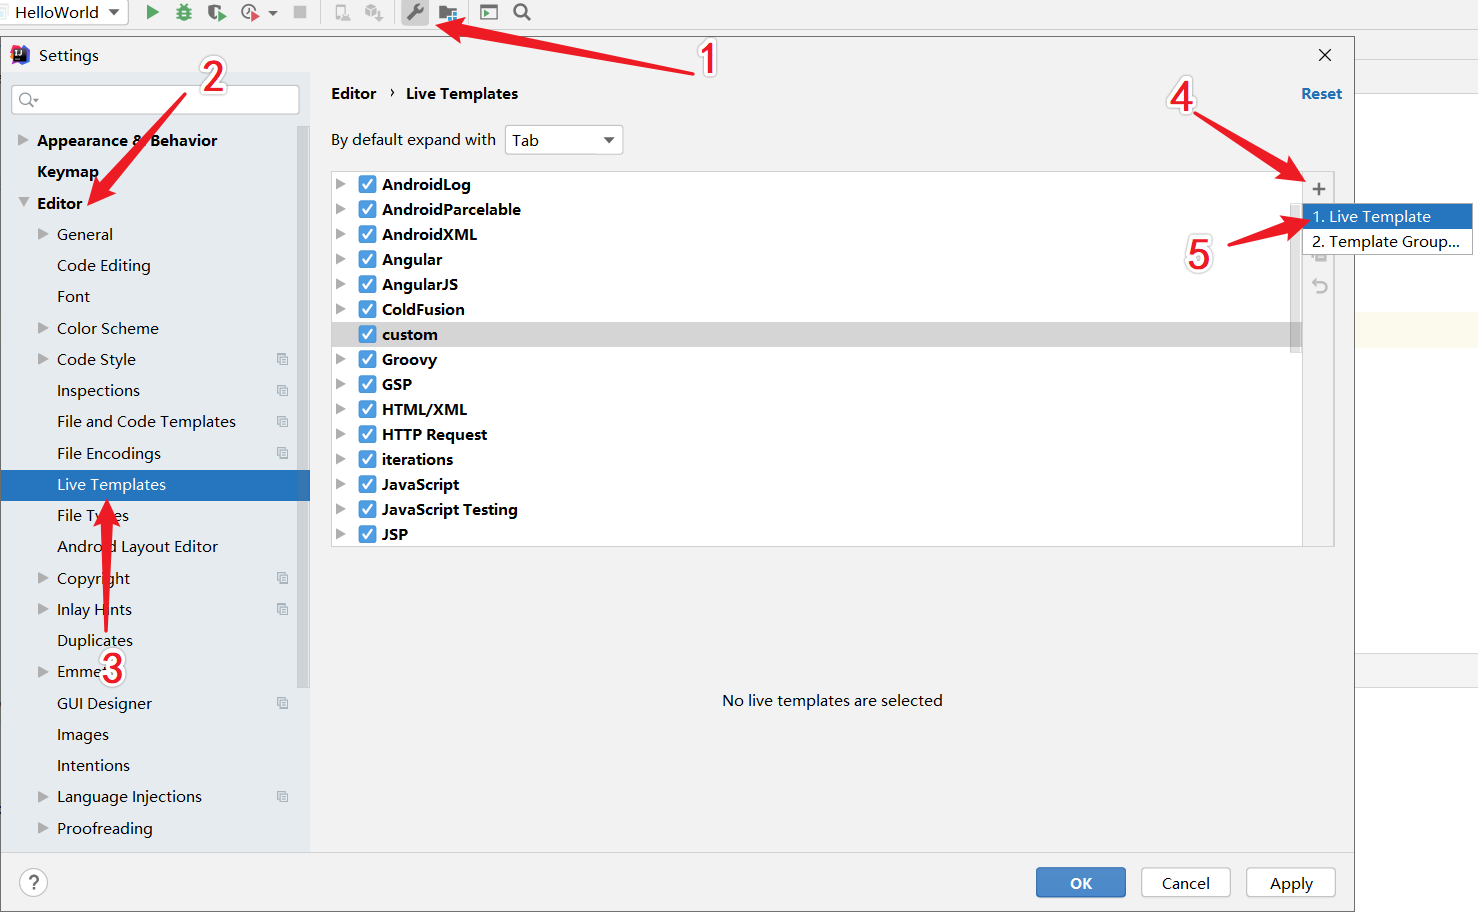 HelloWorld
1
Settings
2
Editor › Live Templates
Reset
4
By default expand with Tab
Appearance & Behavior
Keymap
Editor
General
Code Editing
Font
Color Scheme
Code Style
Inspections
File and Code Templates
File Encodings
Live Templates
File Types
Android Layout Editor
Copyright
Inlay Hints
Duplicates
3
Emmet
GUI Designer
Images
Intentions
Language Injections
Proofreading
AndroidLog
AndroidParcelable
AndroidXML
Angular
AngularJS
ColdFusion
custom
Groovy
GSP
HTML/XML
HTTP Request
iterations
JavaScript
JavaScript Testing
JSP
1. Live Template
2. Template Group...
5
No live templates are selected
?
OK
Cancel
Apply